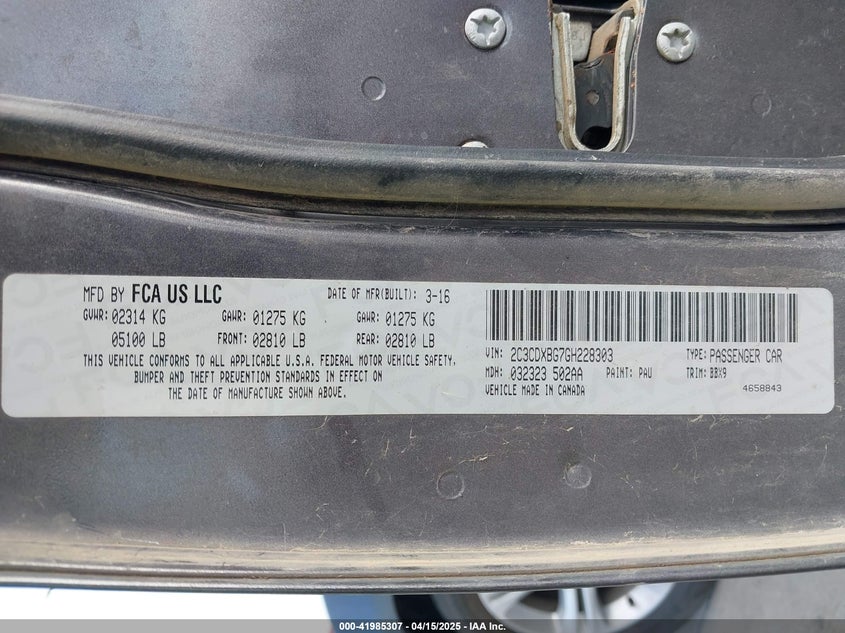 MFD BY FCA US LLC DATE OF MFR(BUILT): 3-16
GVWR: 02314 KG GAWR: 01275 KG GAWR: 01275 KG
05100 LB FRONT: 02810 LB REAR: 02810 LB
THIS VEHICLE CONFORMS TO ALL APPLICABLE U.S.A. FEDERAL MOTOR VEHICLE SAFETY,
BUMPER AND THEFT PREVENTION STANDARDS IN EFFECT ON
THE DATE OF MANUFACTURE SHOWN ABOVE.
VIN: 2C3CDXBG7GH228303 TYPE: PASSENGER CAR
MDH: 032323 502AA PAINT: PAU TRIM: BBX9
VEHICLE MADE IN CANADA 4658843
000-41985307 - 04/15/2025 - IAA Inc.